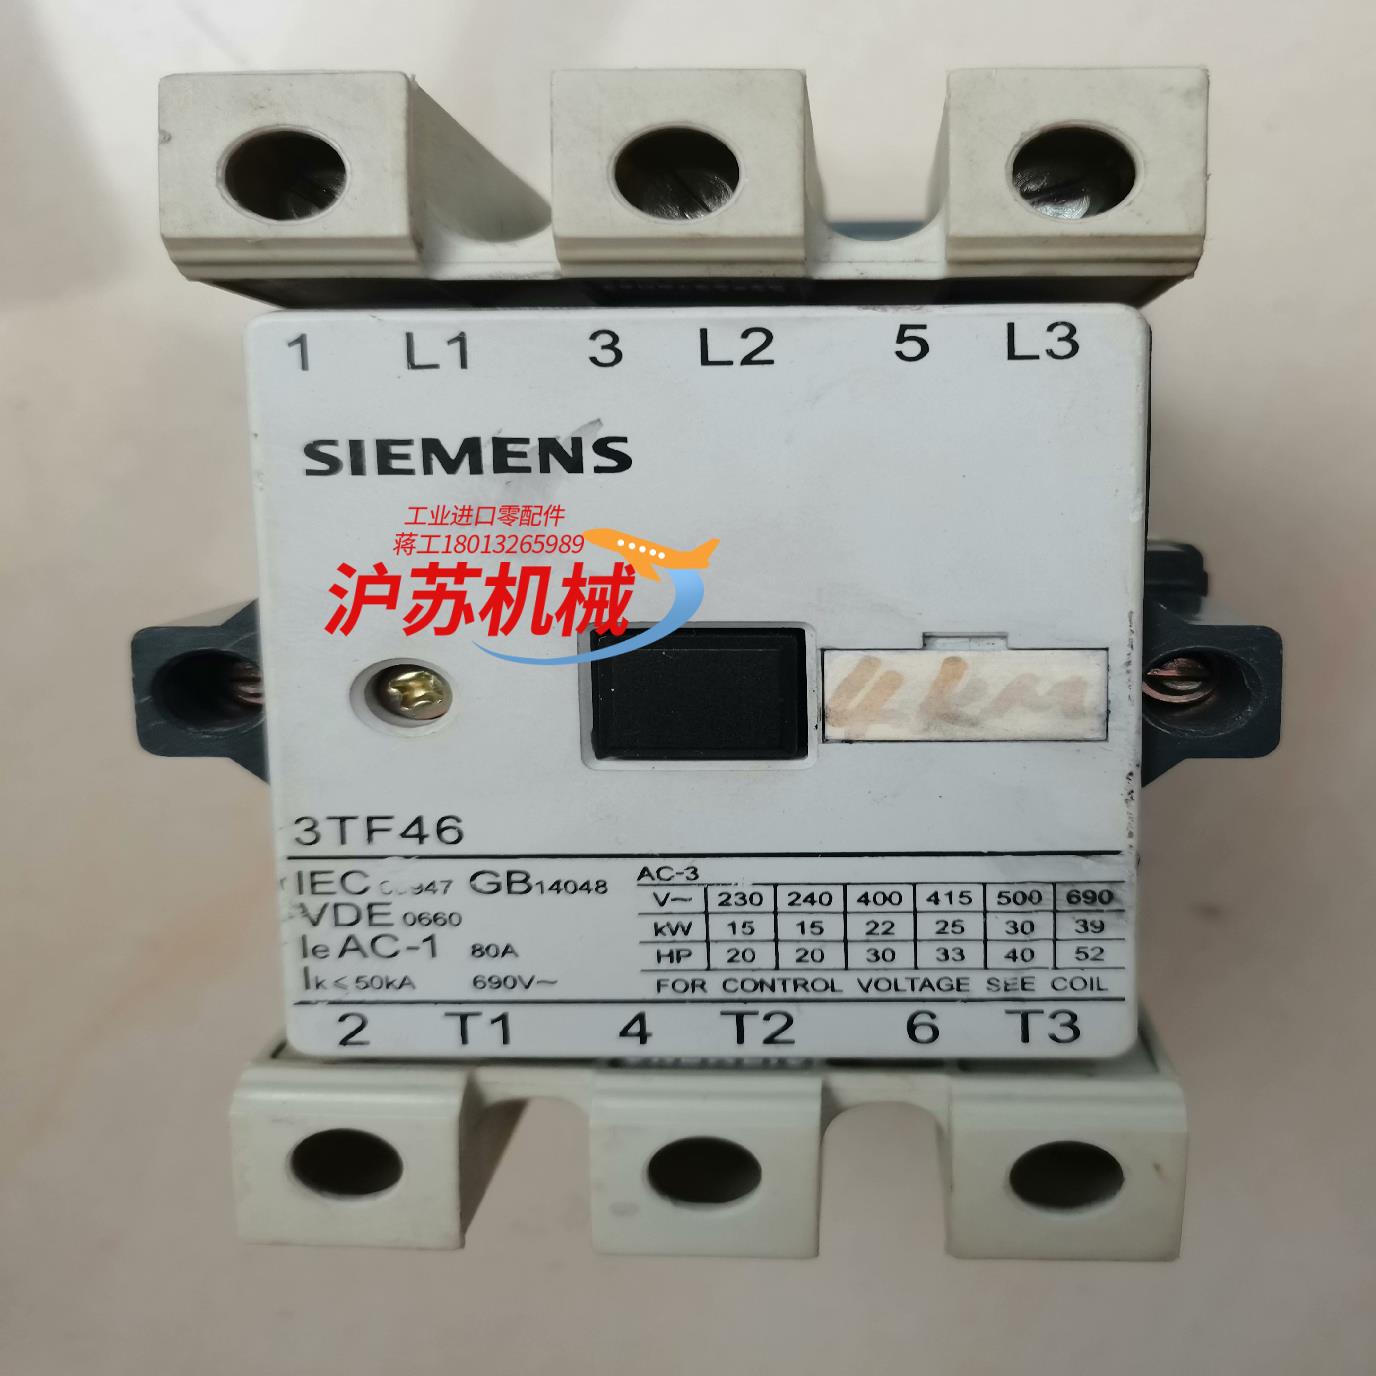 1 L1 3 L2 5 L3
SIEMENS
工业进口零配件
蒋工18013265989
沪苏机械
4km
3TF46
IEC 60947 GB14048
VDE 0660
Ie AC-1 80A
Ik≤50kA 690V~
AC-3
V~ 230 240 400 415 500 690
kW 15 15 22 25 30 39
HP 20 20 30 33 40 52
FOR CONTROL VOLTAGE SEE COIL
2 T1 4 T2 6 T3